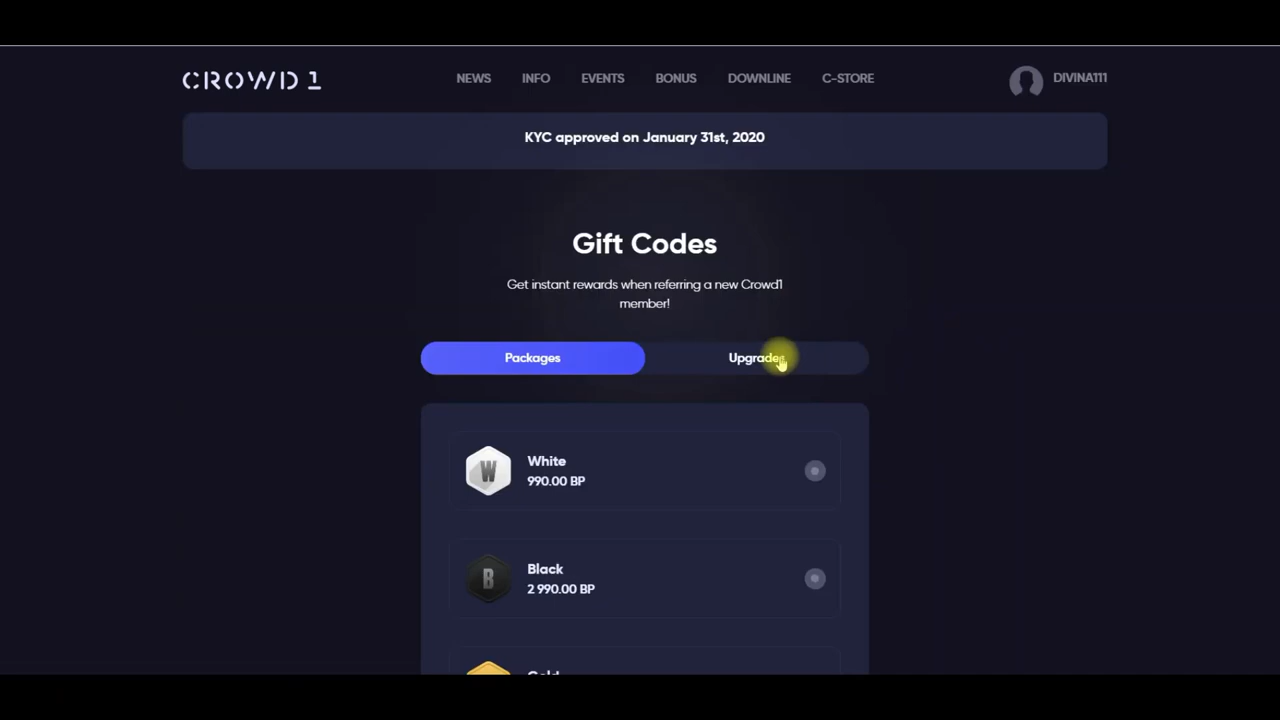 CROWD 1
NEWS
INFO
EVENTS
BONUS
DOWNLINE
C-STORE
DIVINA111
KYC approved on January 31st, 2020
Gift Codes
Get instant rewards when referring a new Crowd1
member!
Packages
Upgrades
W
White
990.00 BP
B
Black
2 990.00 BP
Gold